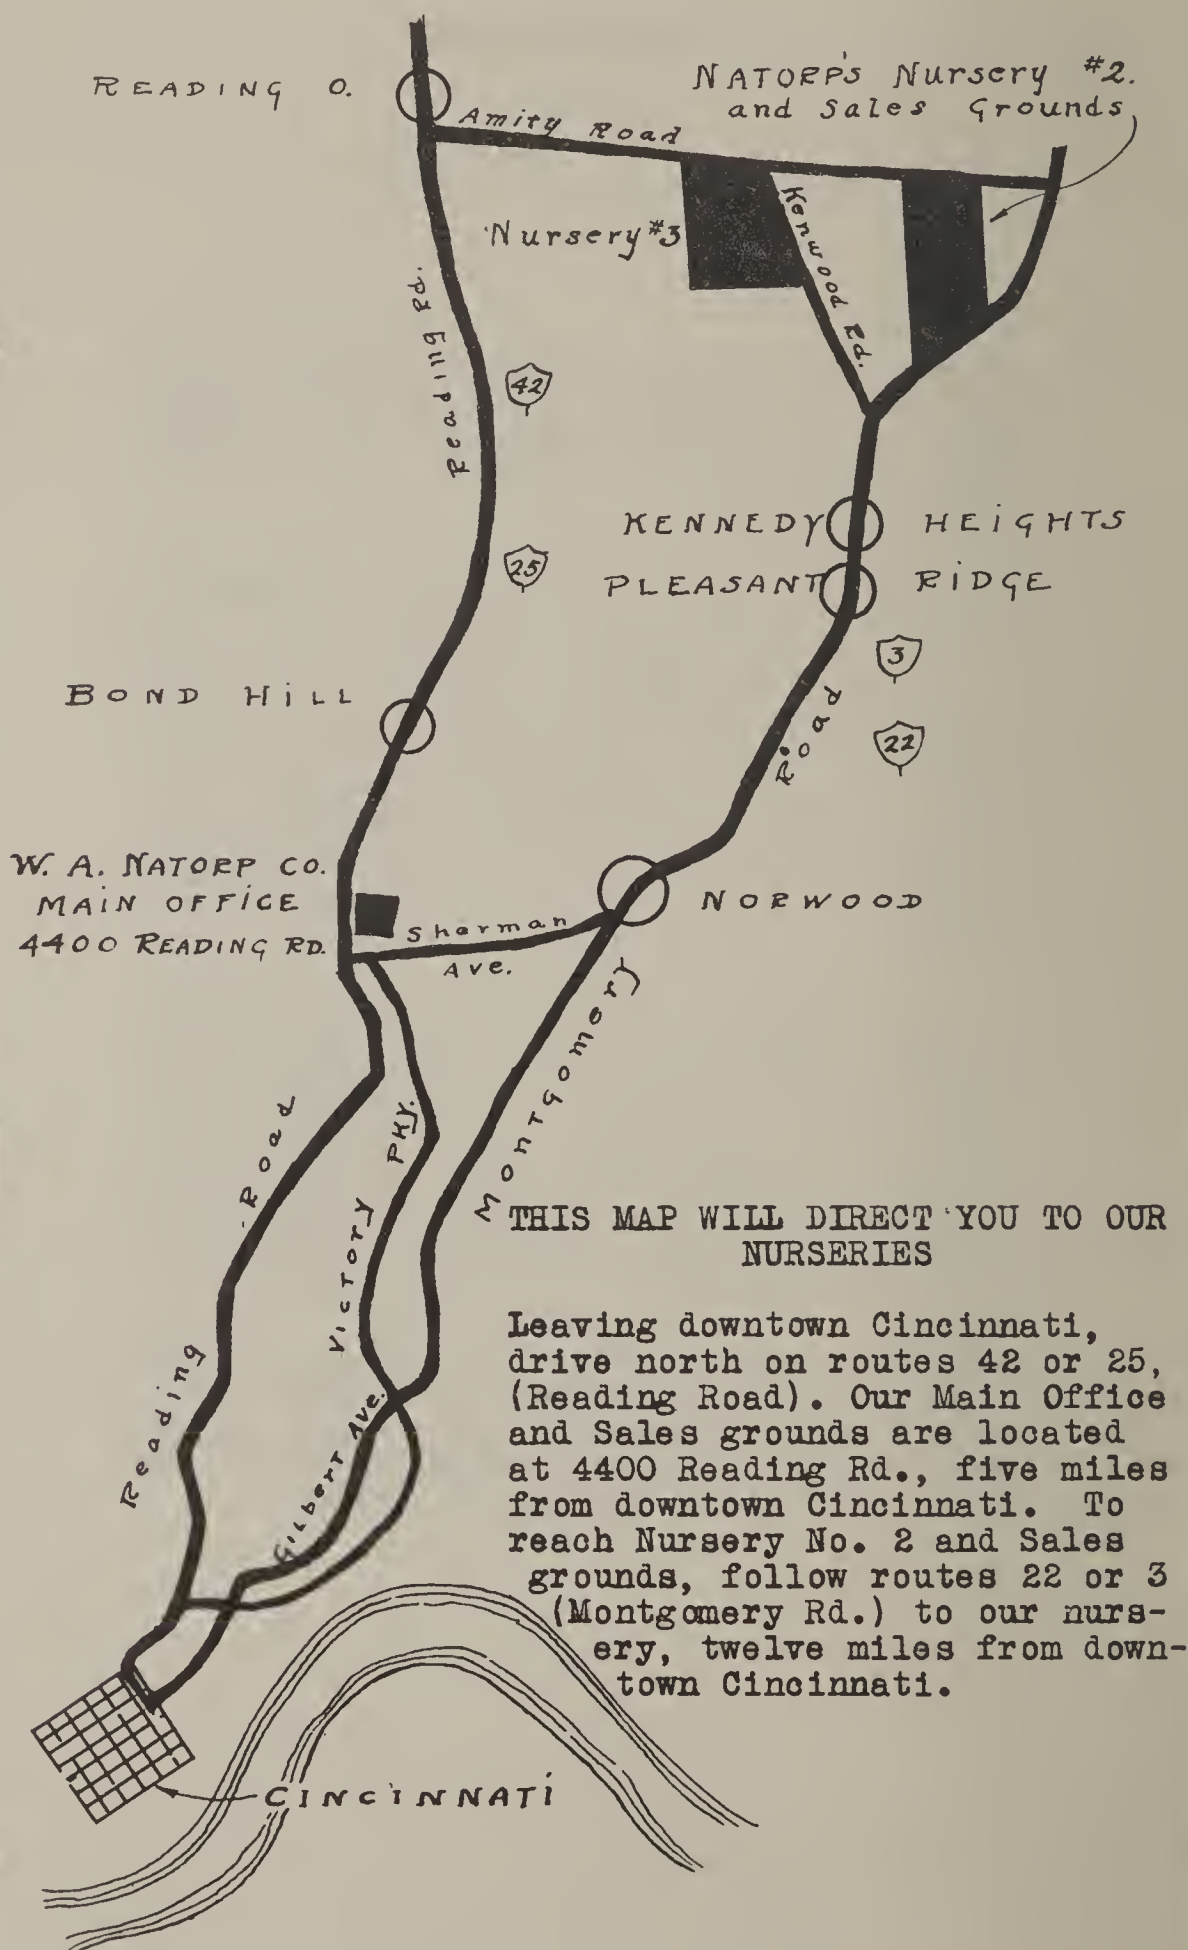 READING O.
NATORP'S Nursery #2.
and Sales Grounds
Amity Road
Nursery #3
Kenwood Rd.
Reading Rd.
42
KENNEDY HEIGHTS
25
PLEASANT RIDGE
3
BOND HILL
Road
22
W. A. NATORP CO.
MAIN OFFICE
4400 READING RD.
NORWOOD
Sherman
Ave.
Montgomery
Reading Road
VICTORY PKY.
GILBERT AVE.
THIS MAP WILL DIRECT YOU TO OUR
NURSERIES
Leaving downtown Cincinnati,
drive north on routes 42 or 25,
(Reading Road). Our Main Office
and Sales grounds are located
at 4400 Reading Rd., five miles
from downtown Cincinnati. To
reach Nursery No. 2 and Sales
grounds, follow routes 22 or 3
(Montgomery Rd.) to our nurs-
ery, twelve miles from down-
town Cincinnati.
CINCINNATI